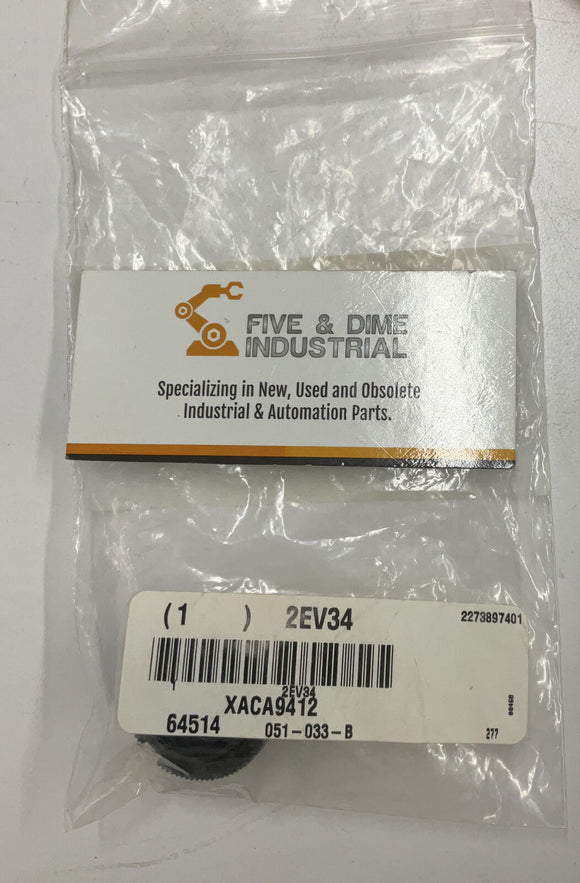 FIVE & DIME
INDUSTRIAL
Specializing in New, Used and Obsolete
Industrial & Automation Parts.
(1 ) 2EV34
2273897401
2EV34
XACA9412
64514 051-033-B
277